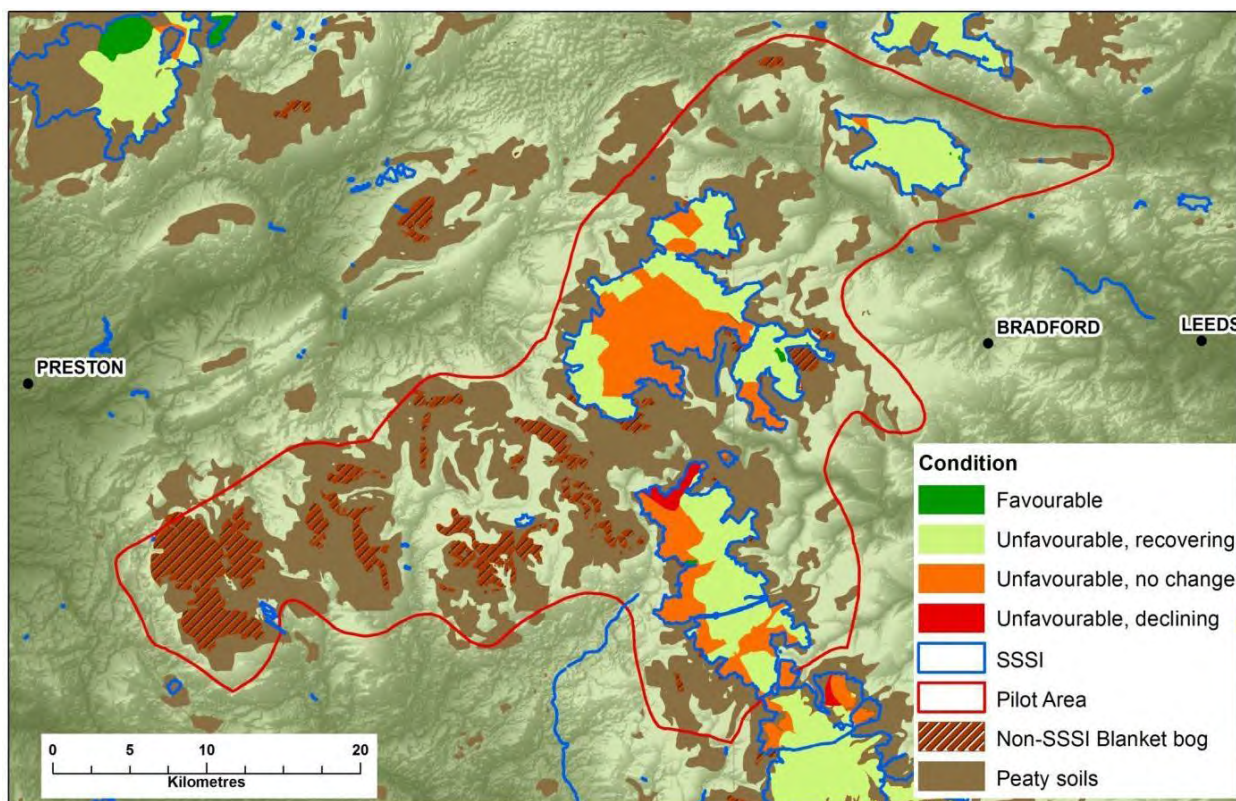 PRESTON
BRADFORD
LEEDS
Condition
Favourable
Unfavourable, recovering
Unfavourable, no change
Unfavourable, declining
SSSI
Pilot Area
Non-SSSI Blanket bog
Peaty soils
0 5 10 20
Kilometres